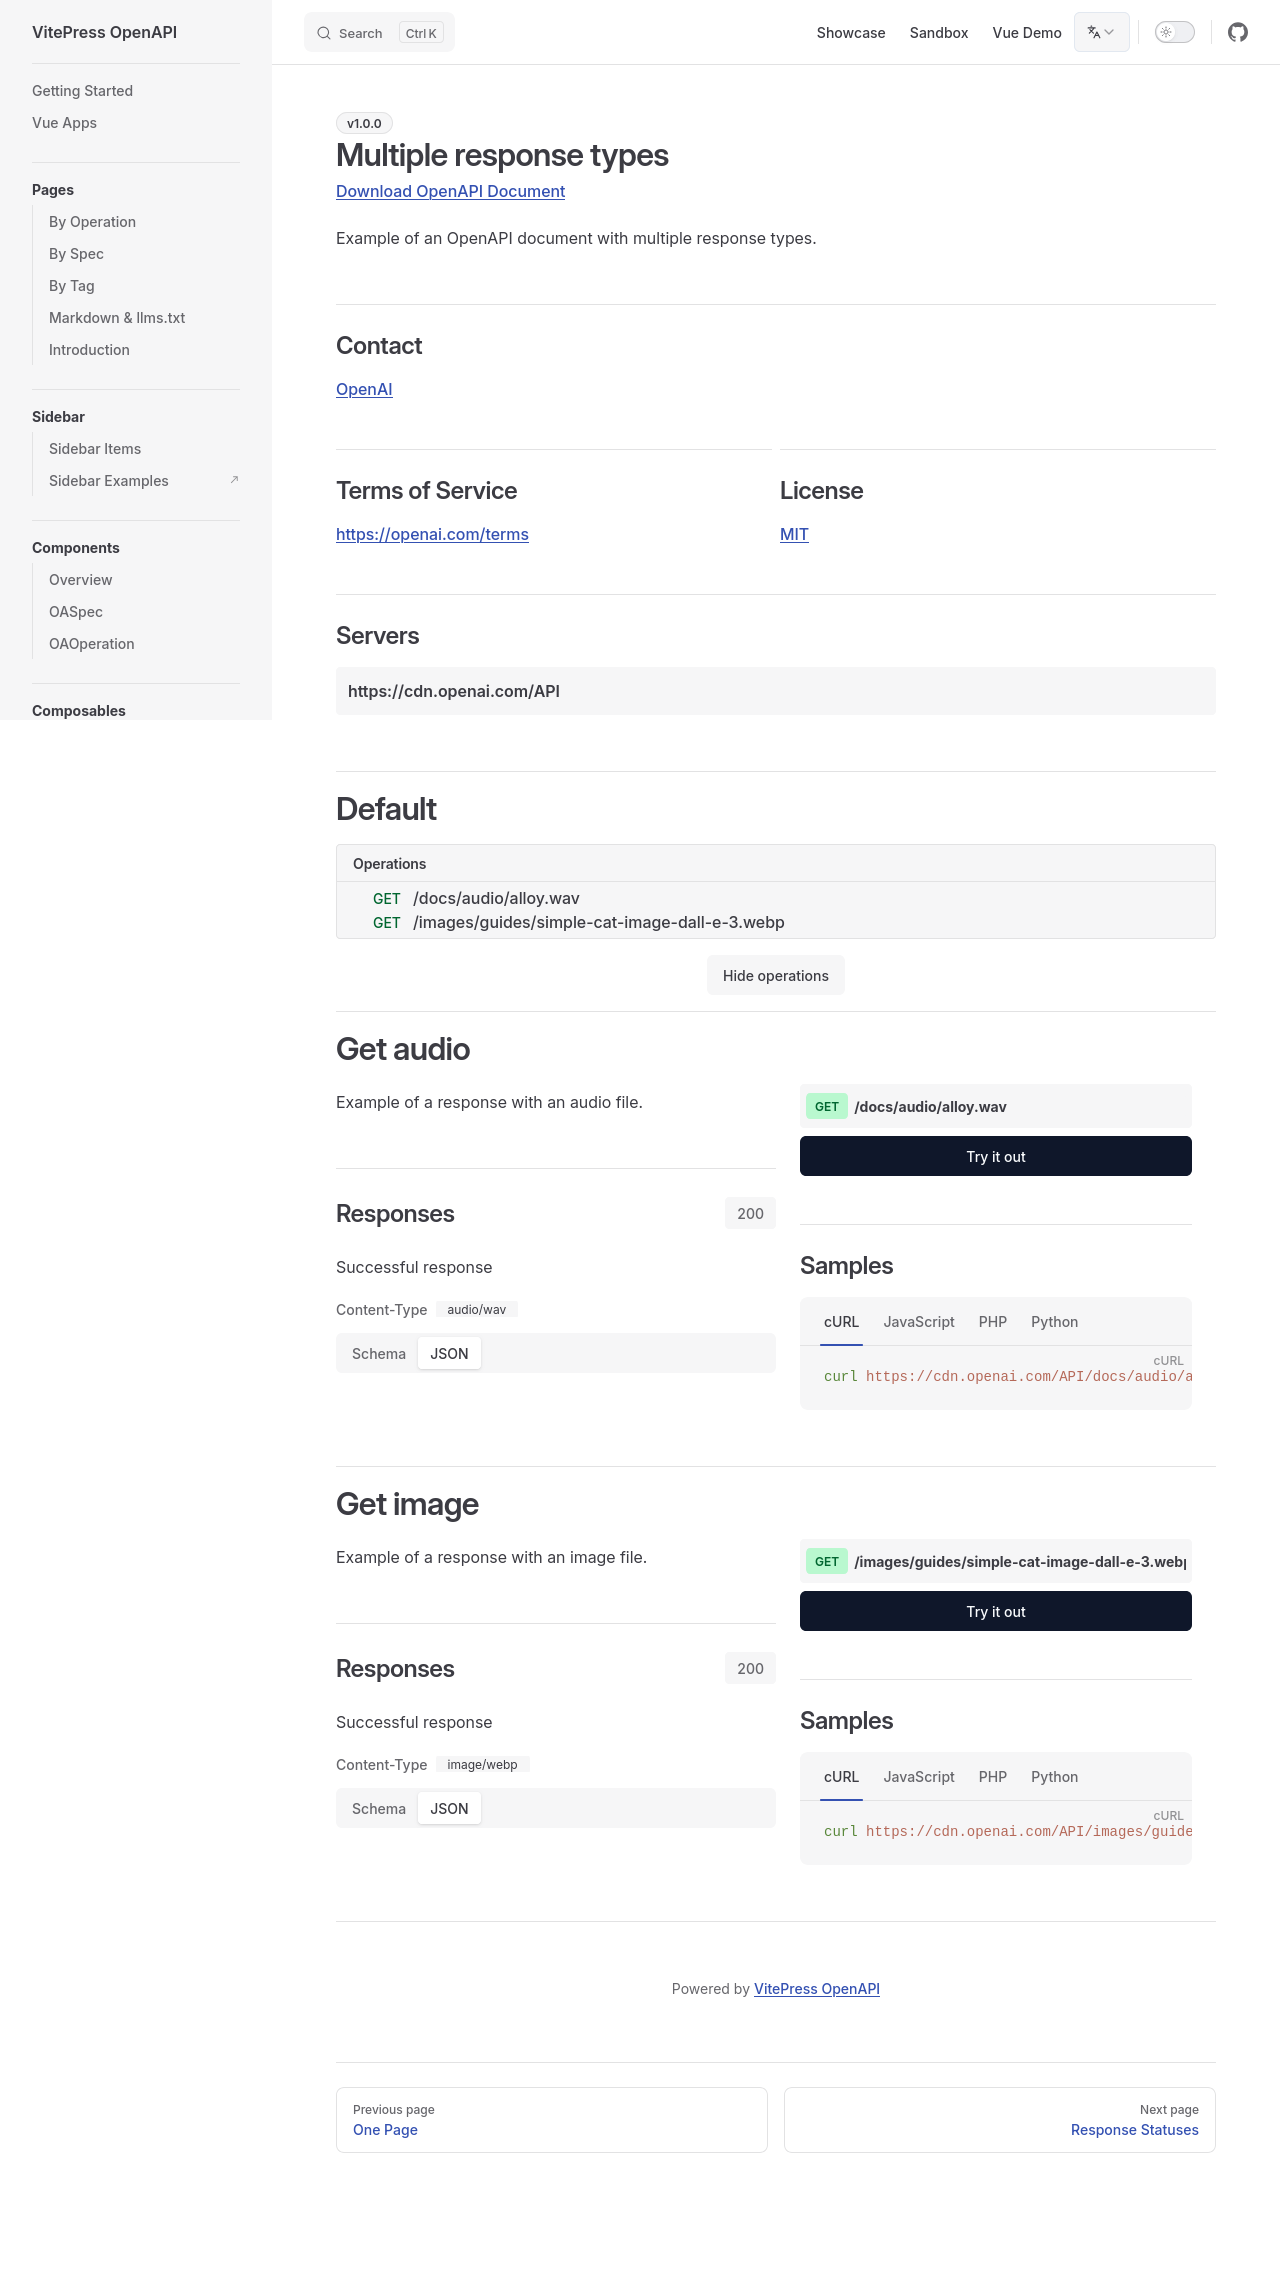 VitePress OpenAPI
Search
Ctrl K
Showcase
Sandbox
Vue Demo
Getting Started
Vue Apps
Pages
By Operation
By Spec
By Tag
Markdown & llms.txt
Introduction
Sidebar
Sidebar Items
Sidebar Examples
Components
Overview
OASpec
OAOperation
Composables
v1.0.0
Multiple response types
Download OpenAPI Document
Example of an OpenAPI document with multiple response types.
Contact
OpenAI
Terms of Service
https://openai.com/terms
License
MIT
Servers
https://cdn.openai.com/API
Default
Operations
GET /docs/audio/alloy.wav
GET /images/guides/simple-cat-image-dall-e-3.webp
Hide operations
Get audio
Example of a response with an audio file.
Responses
200
Successful response
Content-Type audio/wav
Schema JSON
GET /docs/audio/alloy.wav
Try it out
Samples
cURL JavaScript PHP Python
cURL
curl https://cdn.openai.com/API/docs/audio/a
Get image
Example of a response with an image file.
Responses
200
Successful response
Content-Type image/webp
Schema JSON
GET /images/guides/simple-cat-image-dall-e-3.webp
Try it out
Samples
cURL JavaScript PHP Python
cURL
curl https://cdn.openai.com/API/images/guide
Powered by VitePress OpenAPI
Previous page
One Page
Next page
Response Statuses